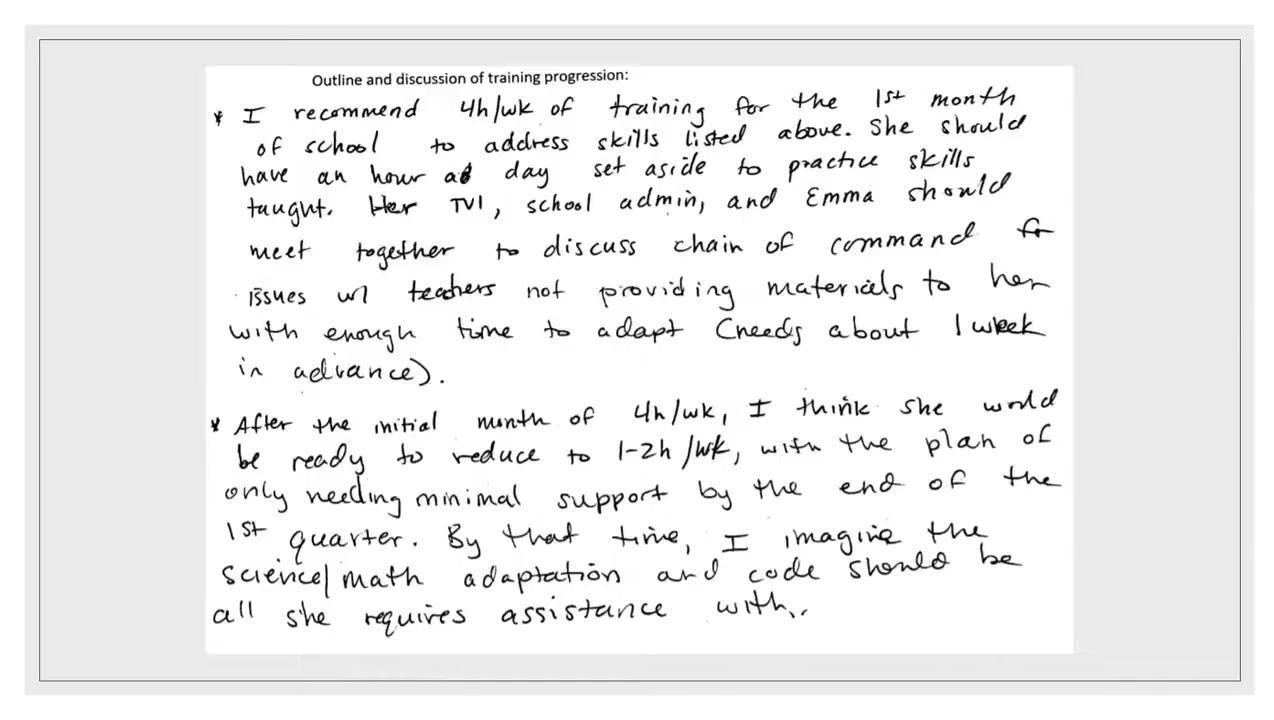 Outline and discussion of training progression:
* I recommend 4h/wk of training for the 1st month
of school to address skills listed above. She should
have an hour a day set aside to practice skills
taught. Her TVI, school admin, and Emma should
meet together to discuss chain of command for
issues w/ teachers not providing materials to her
with enough time to adapt (needs about 1 week
in advance).
* After the initial month of 4h/wk, I think she would
be ready to reduce to 1-2h/wk, with the plan of
only needing minimal support by the end of the
1st quarter. By that time, I imagine the
science/math adaptation and code should be
all she requires assistance with.